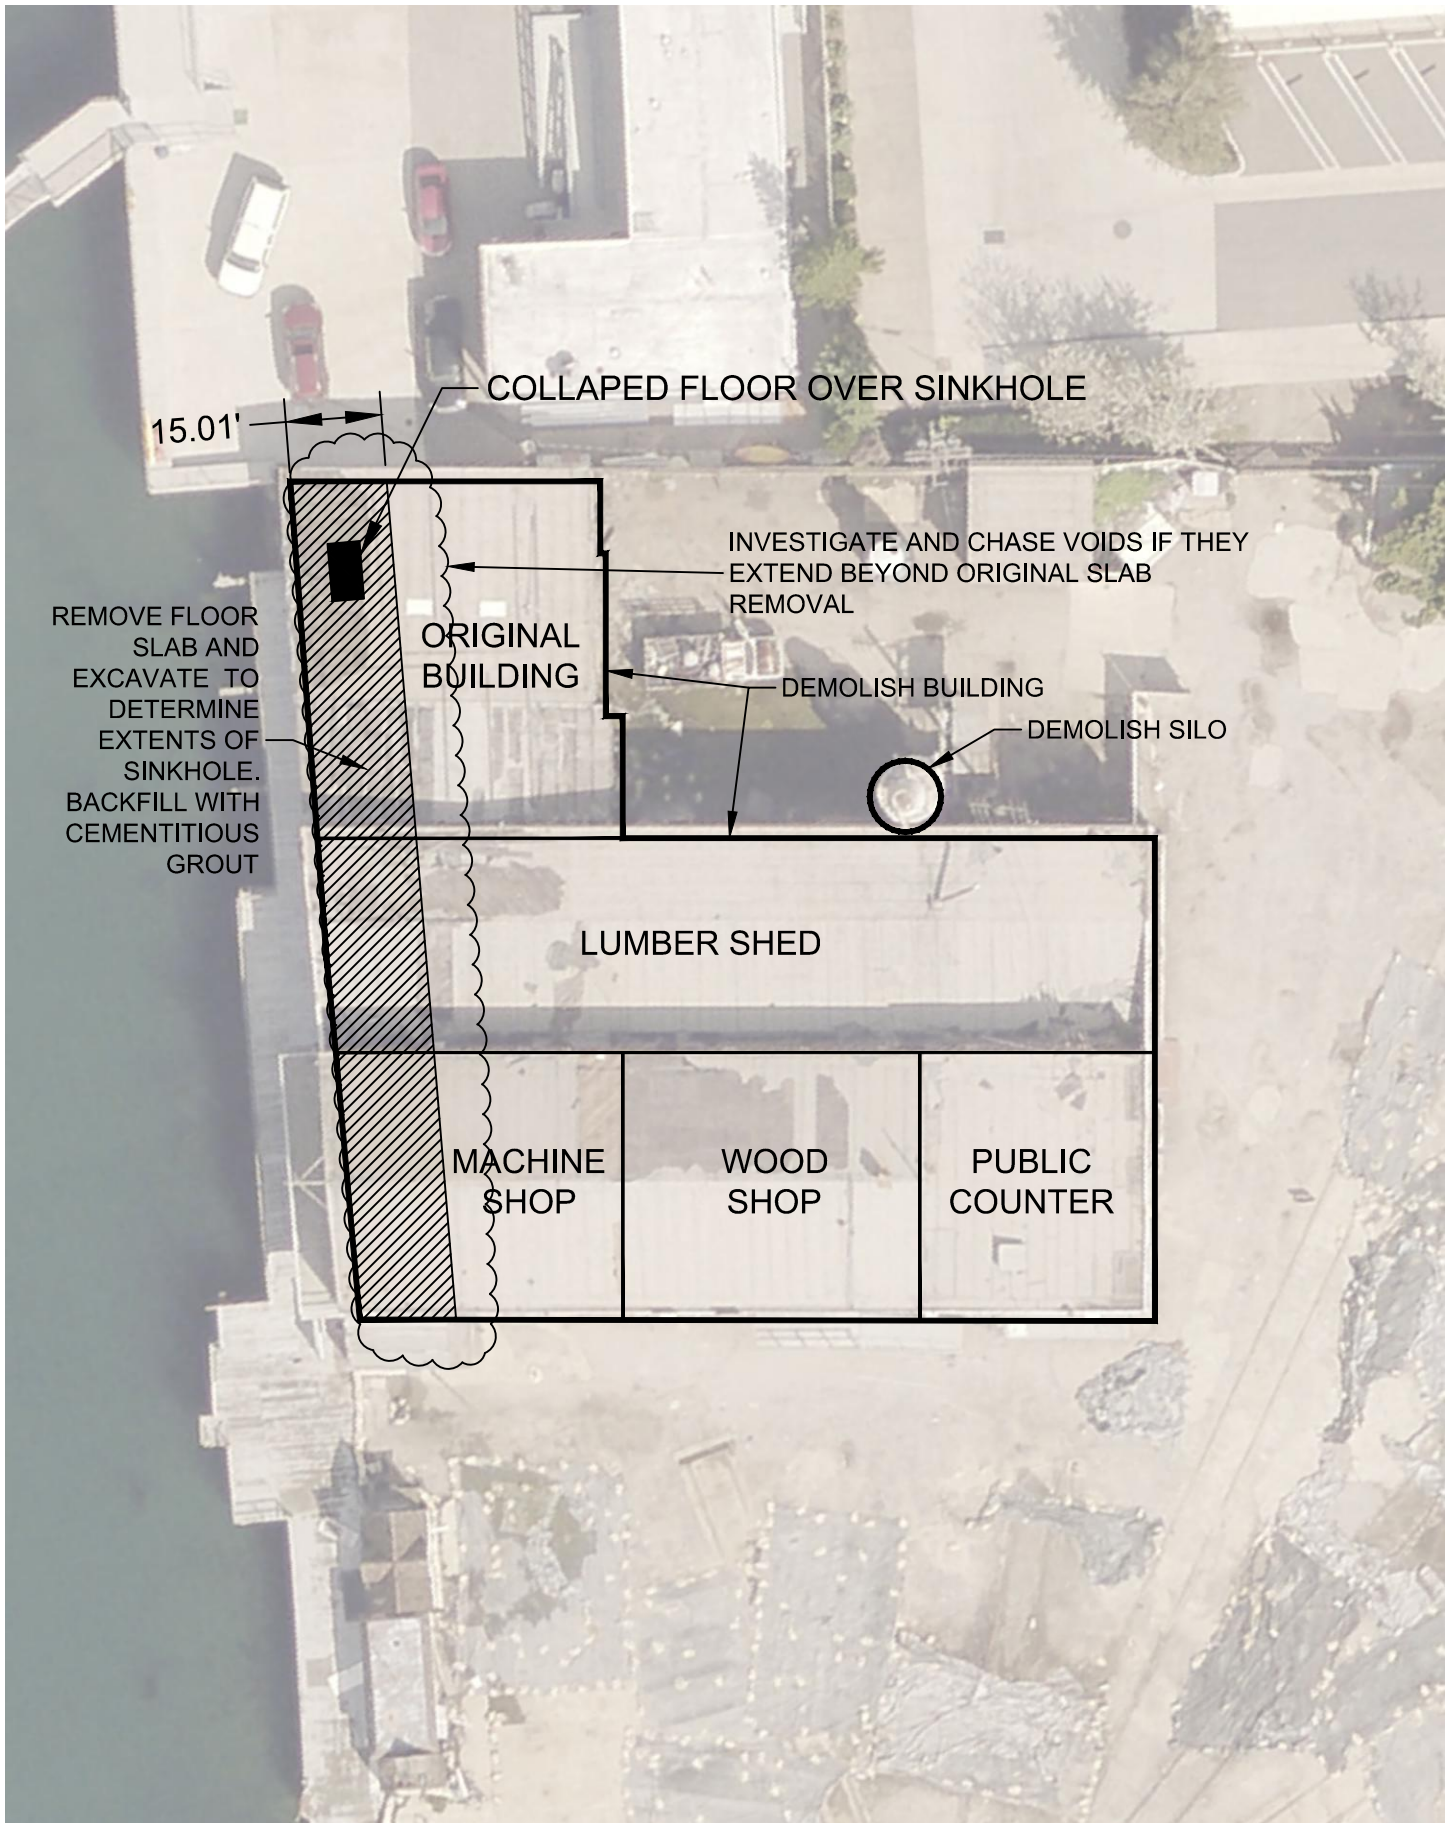 COLLAPED FLOOR OVER SINKHOLE
15.01'
INVESTIGATE AND CHASE VOIDS IF THEY
EXTEND BEYOND ORIGINAL SLAB
REMOVAL
REMOVE FLOOR
SLAB AND
EXCAVATE TO
DETERMINE
EXTENTS OF
SINKHOLE.
BACKFILL WITH
CEMENTITIOUS
GROUT
ORIGINAL
BUILDING
DEMOLISH BUILDING
DEMOLISH SILO
LUMBER SHED
MACHINE
SHOP
WOOD
SHOP
PUBLIC
COUNTER